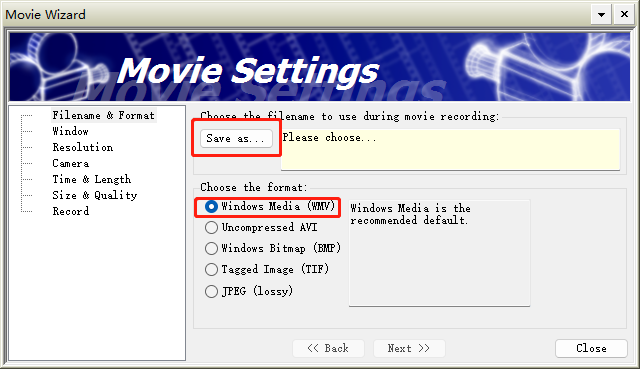 Movie Wizard
Movie Settings
Movie Settings
Filename & Format
Window
Resolution
Camera
Time & Length
Size & Quality
Record
Choose the filename to use during movie recording:
Save as...
Please choose...
Choose the format:
Windows Media (WMV)
Uncompressed AVI
Windows Bitmap (BMP)
Tagged Image (TIF)
JPEG (lossy)
Windows Media is the
recommended default.
<< Back
Next >>
Close